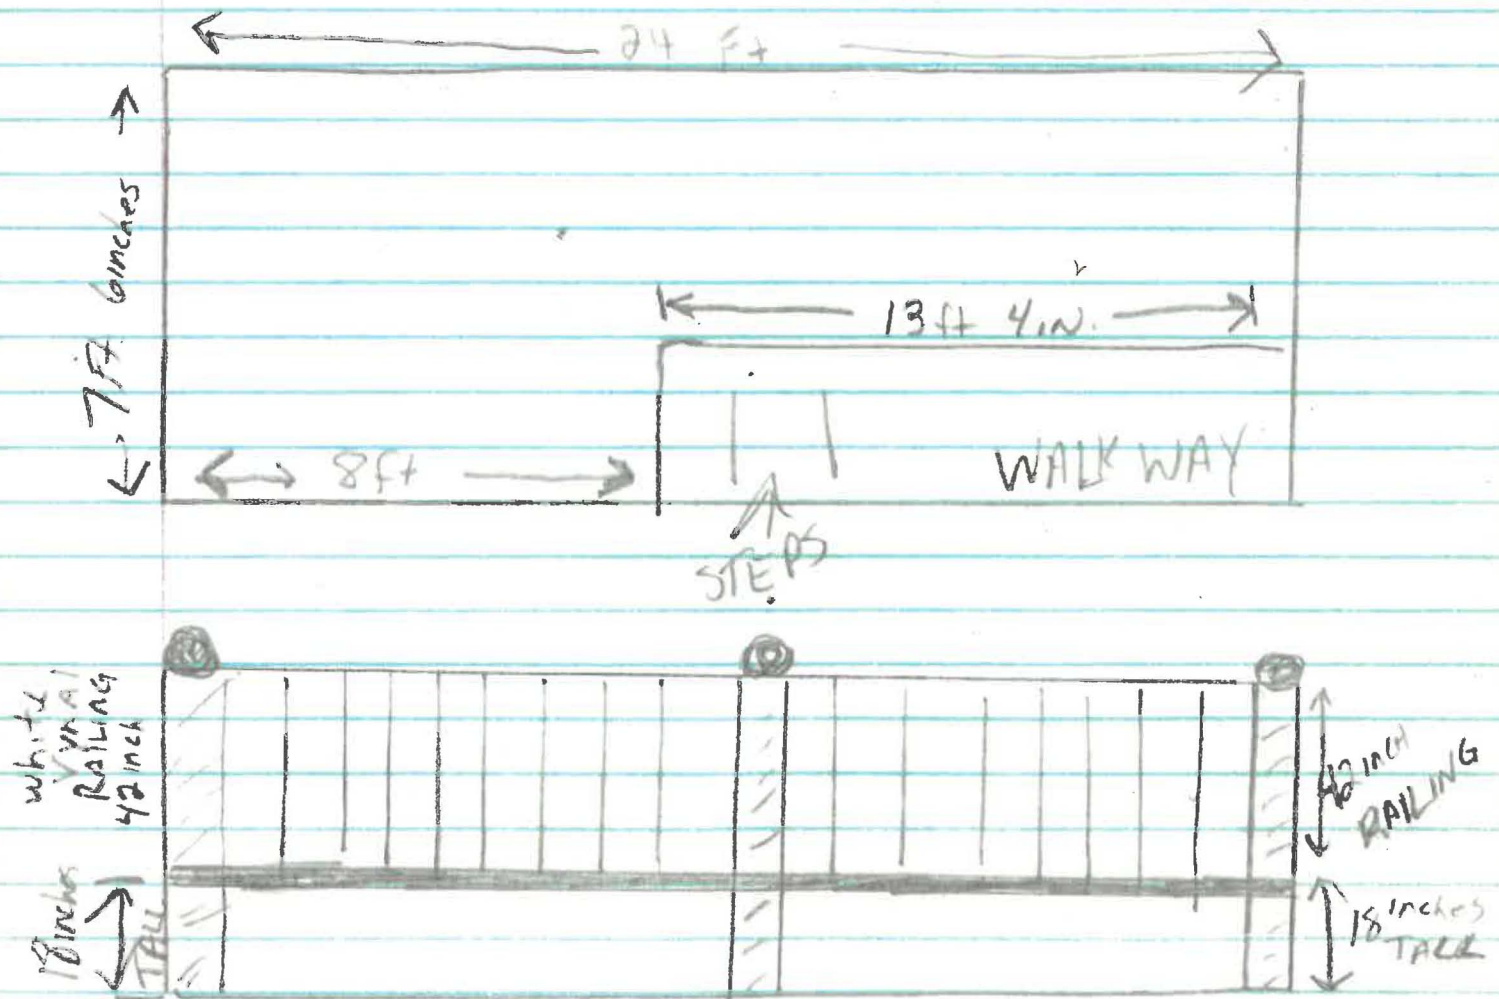 24 Ft
7 Ft 6 inches
13 ft 4 in.
8 ft
WALK WAY
STEPS
White
VYNAL
RAILING
42 inch
42 inch
RAILING
18 inches
TALL
18 inches
TALL